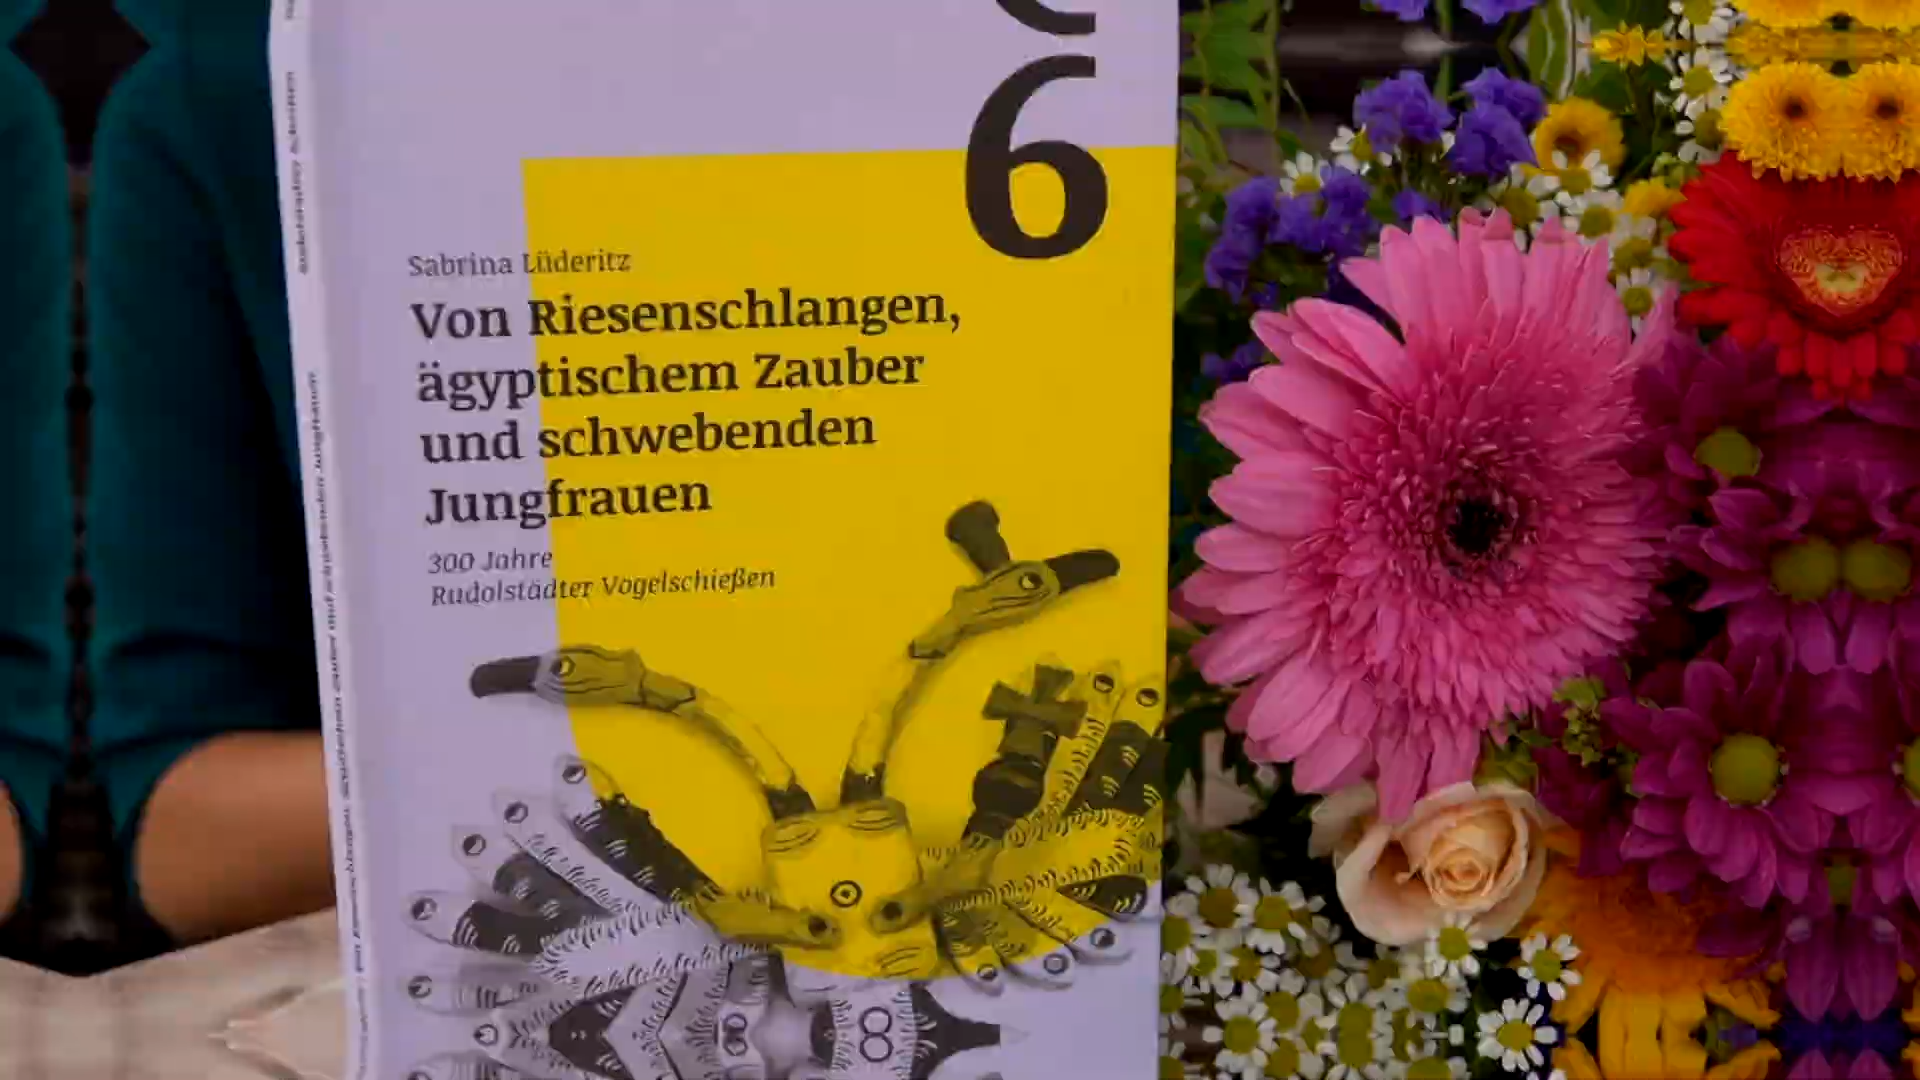 6
Sabrina Lüderitz
Von Riesenschlangen,
ägyptischem Zauber
und schwebenden
Jungfrauen
300 Jahre
Rudolstädter Vogelschießen